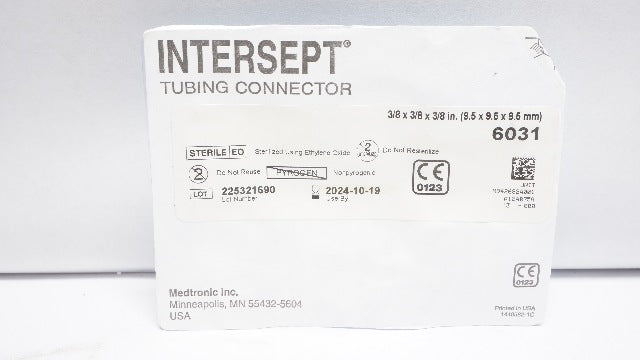 INTERSEPT®
TUBING CONNECTOR
3/8 x 3/8 x 3/8 in. (9.5 x 9.5 x 9.5 mm)
6031
STERILE EO Sterilized Using Ethylene Oxide 2 Do Not Resterilize
2 Do Not Reuse PYROGEN Nonpyrogenic
LOT 225321690 2024-10-19
Lot Number Use By
CE
0123
CE
0123
Medtronic Inc.
Minneapolis, MN 55432-5604
USA
Printed in USA